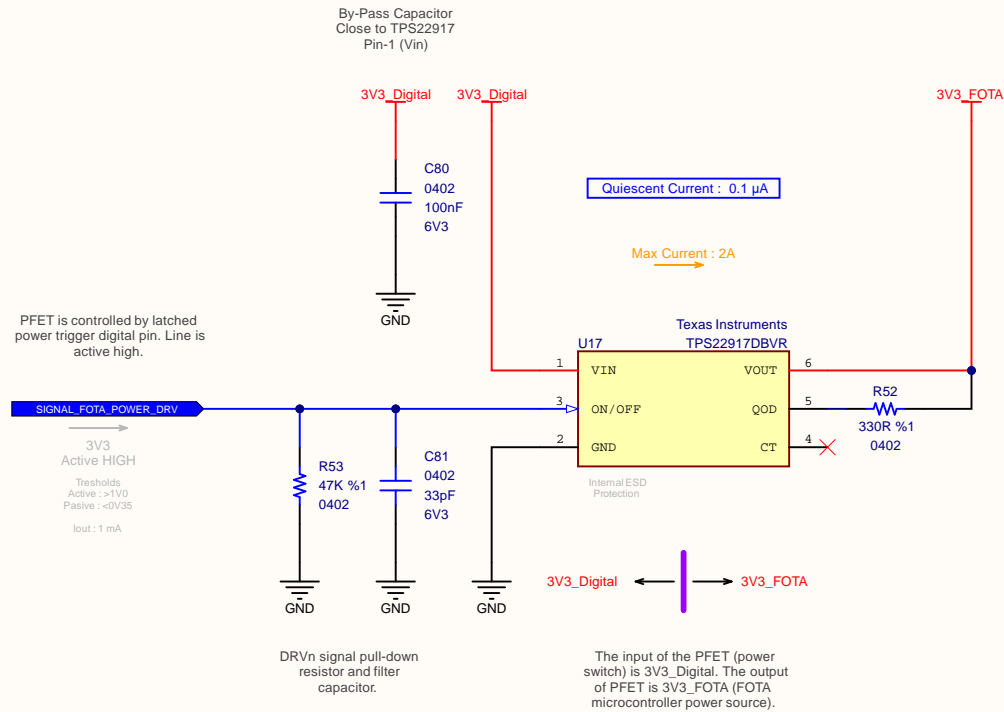 By-Pass Capacitor
Close to TPS22917
Pin-1 (Vin)
3V3_Digital
3V3_Digital
3V3_FOTA
C80
0402
100nF
6V3
GND
Quiescent Current : 0.1 µA
Max Current : 2A
PFET is controlled by latched
power trigger digital pin. Line is
active high.
Texas Instruments
U17
TPS22917DBVR
1
VIN
VOUT
6
SIGNAL_FOTA_POWER_DRV
3
ON/OFF
QOD
5
R52
330R %1
0402
2
GND
CT
4
3V3
Active HIGH
Tresholds
Active : >1V0
Pasive : <0V35
Iout : 1 mA
R53
47K %1
0402
C81
0402
33pF
6V3
Internal ESD
Protection
GND
GND
GND
3V3_Digital
3V3_FOTA
DRVn signal pull-down
resistor and filter
capacitor.
The input of the PFET (power
switch) is 3V3_Digital. The output
of PFET is 3V3_FOTA (FOTA
microcontroller power source).